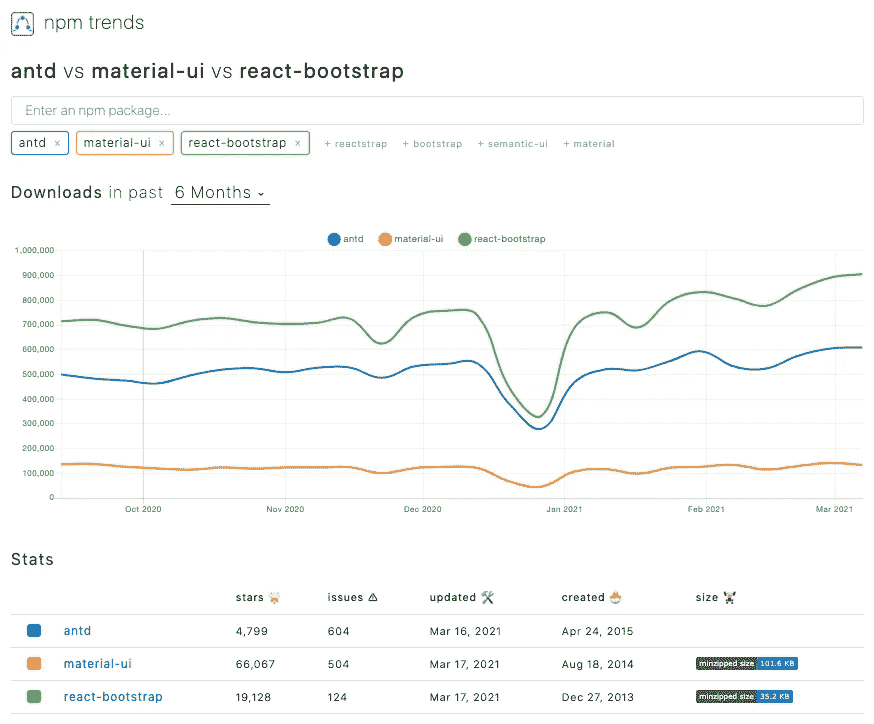 npm trends
antd vs material-ui vs react-bootstrap
Enter an npm package...
antd × material-ui × react-bootstrap × + reactstrap + bootstrap + semantic-ui + material
Downloads in past 6 Months
antd material-ui react-bootstrap
1,000,000
900,000
800,000
700,000
600,000
500,000
400,000
300,000
200,000
100,000
0
Oct 2020 Nov 2020 Dec 2020 Jan 2021 Feb 2021 Mar 2021
Stats
stars issues updated created size
antd 4,799 604 Mar 16, 2021 Apr 24, 2015
material-ui 66,067 504 Mar 17, 2021 Aug 18, 2014 minzipped size 101.6 KB
react-bootstrap 19,128 124 Mar 17, 2021 Dec 27, 2013 minzipped size 35.2 KB